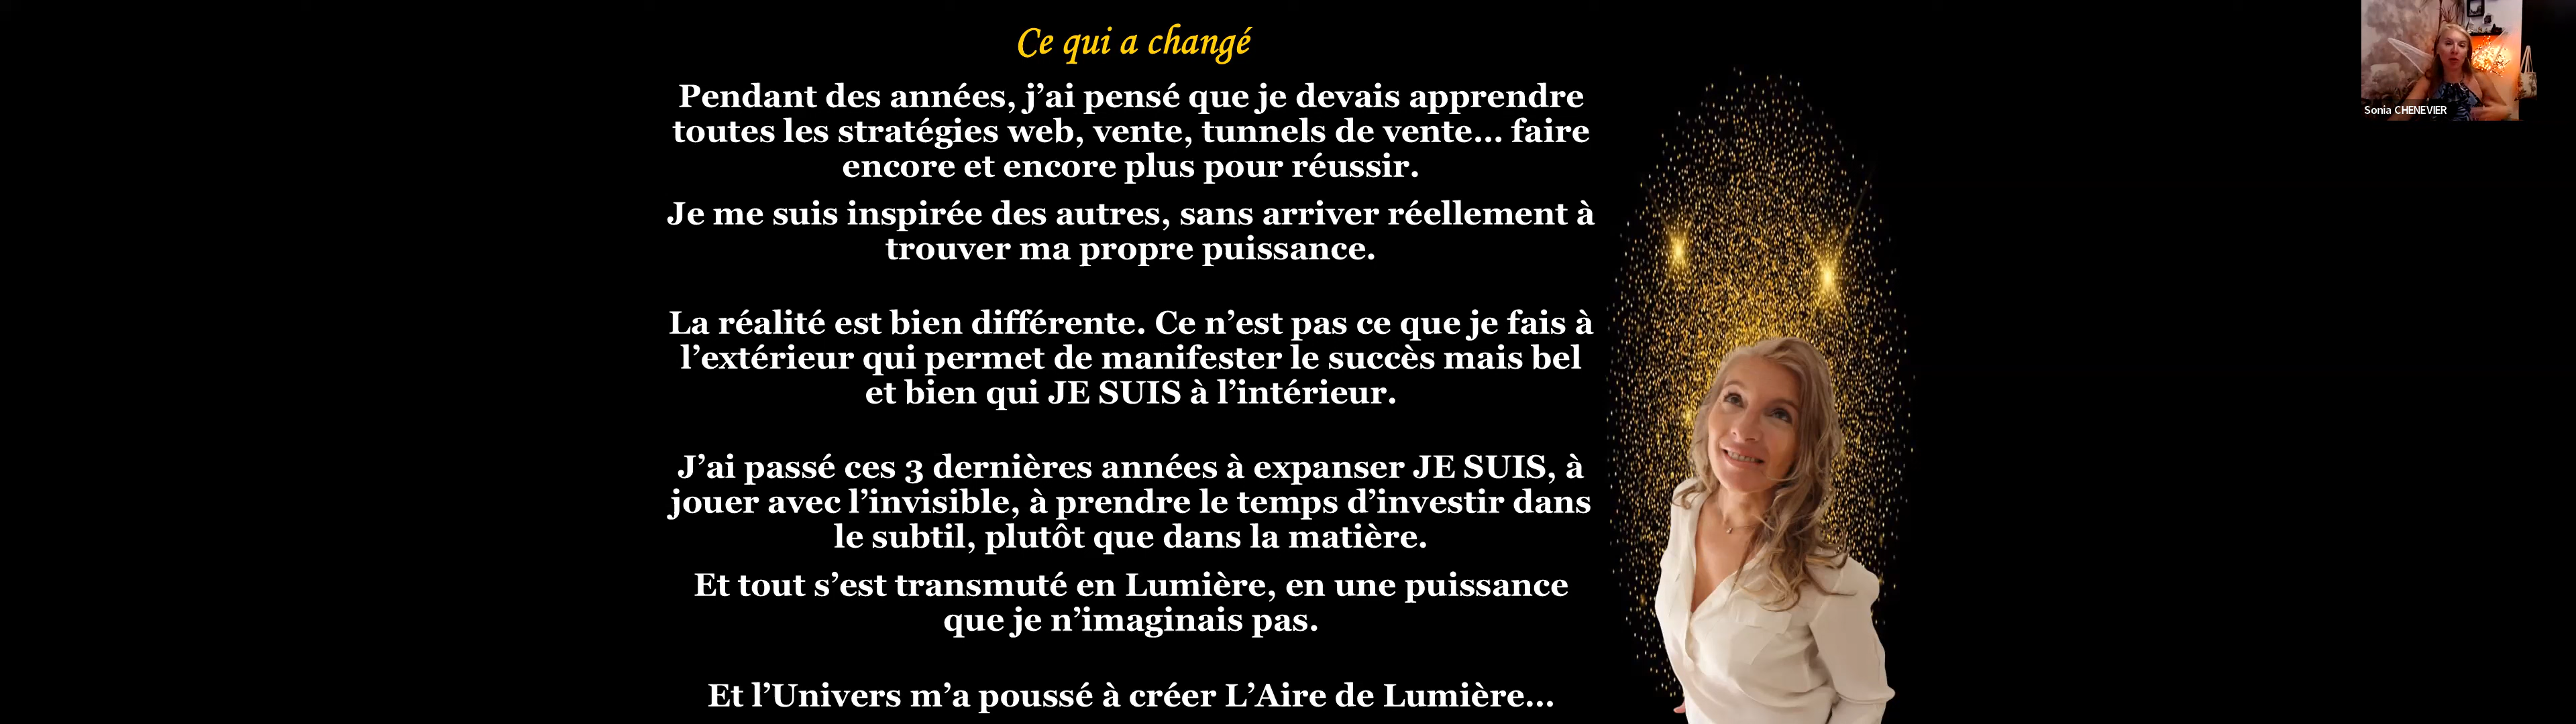 Ce qui a changé
Pendant des années, j’ai pensé que je devais apprendre
toutes les stratégies web, vente, tunnels de vente… faire
encore et encore plus pour réussir.
Je me suis inspirée des autres, sans arriver réellement à
trouver ma propre puissance.
La réalité est bien différente. Ce n’est pas ce que je fais à
l’extérieur qui permet de manifester le succès mais bel
et bien qui JE SUIS à l’intérieur.
J’ai passé ces 3 dernières années à expanser JE SUIS, à
jouer avec l’invisible, à prendre le temps d’investir dans
le subtil, plutôt que dans la matière.
Et tout s’est transmuté en Lumière, en une puissance
que je n’imaginais pas.
Et l’Univers m’a poussé à créer L’Aire de Lumière…
Sonia CHENEVIER